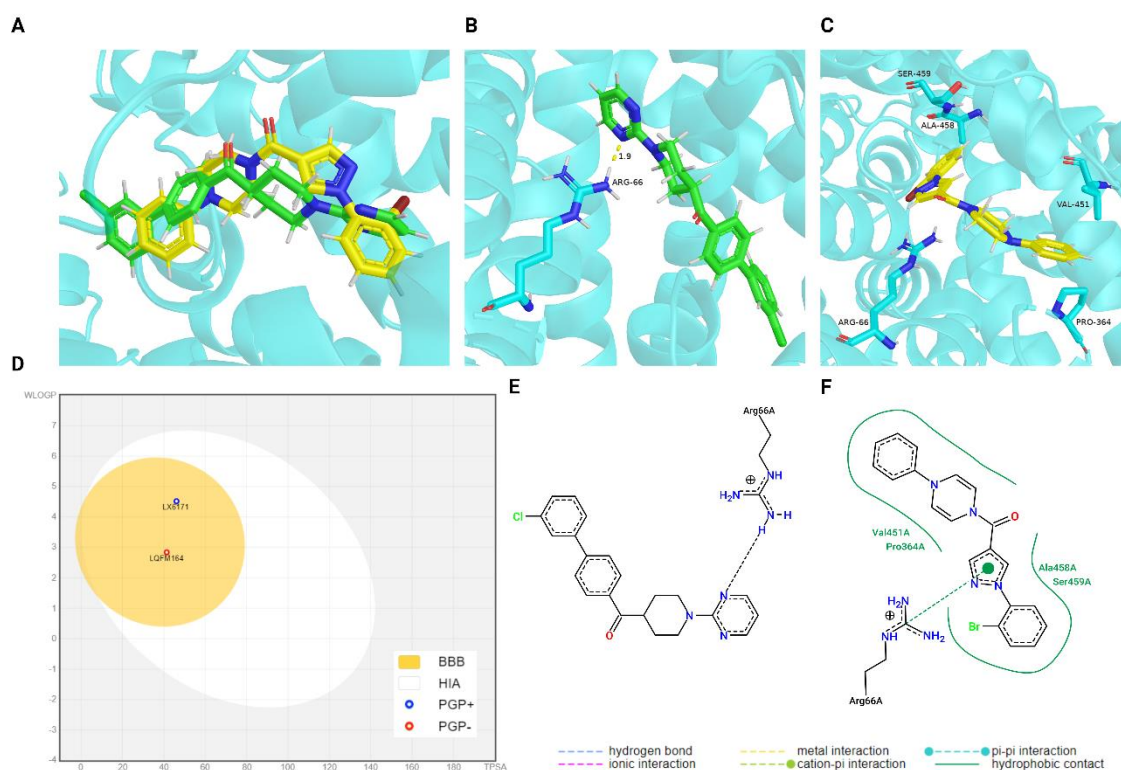 A
B
C
1.9
ARG-66
SER-459
ALA-458
VAL-451
ARG-66
PRO-364
D
WLOGP
7
6
5
4
3
2
1
0
-1
-2
-3
-4
LX6171
LQFM164
BBB
HIA
PGP+
PGP-
0
20
40
60
80
100
120
140
160
TPSA
E
Arg66A
NH
H₂N
N-H
H
Cl
N
N
N
O
F
N
N
O
Val451A
Pro364A
Ala458A
Ser459A
N
N
Br
H₂N
NH
NH₂
Arg66A
hydrogen bond
ionic interaction
metal interaction
cation-pi interaction
pi-pi interaction
hydrophobic contact